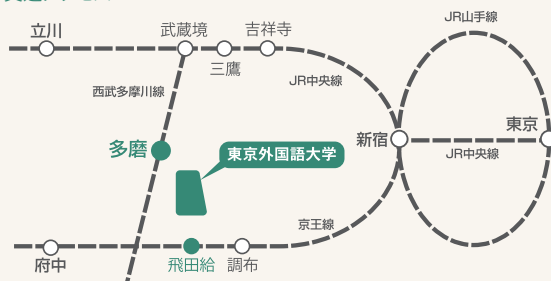 JR山手線
立川
武蔵境
吉祥寺
三鷹
JR中央線
西武多摩川線
東京
新宿
多磨
東京外国語大学
JR中央線
京王線
府中
飛田給
調布